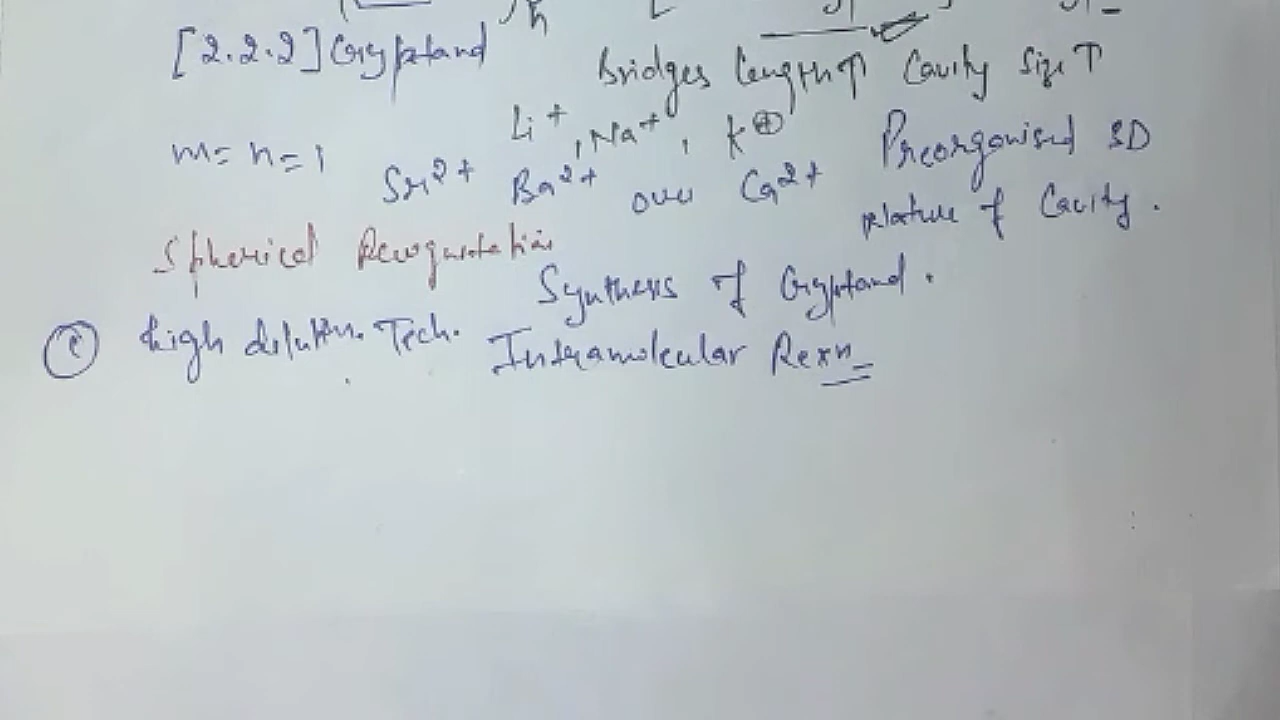 [2.2.2] Cryptand
Bridges length↑ Cavity Size ↑
m = n = 1
Li+, Na+, K⊕
Preorganised 3D
Sr2+ Ba2+ over Ca2+
nature of Cavity.
Spherical Recognotation
Synthesis of Cryptand.
high dilution. Tech. Intramolecular Rexn